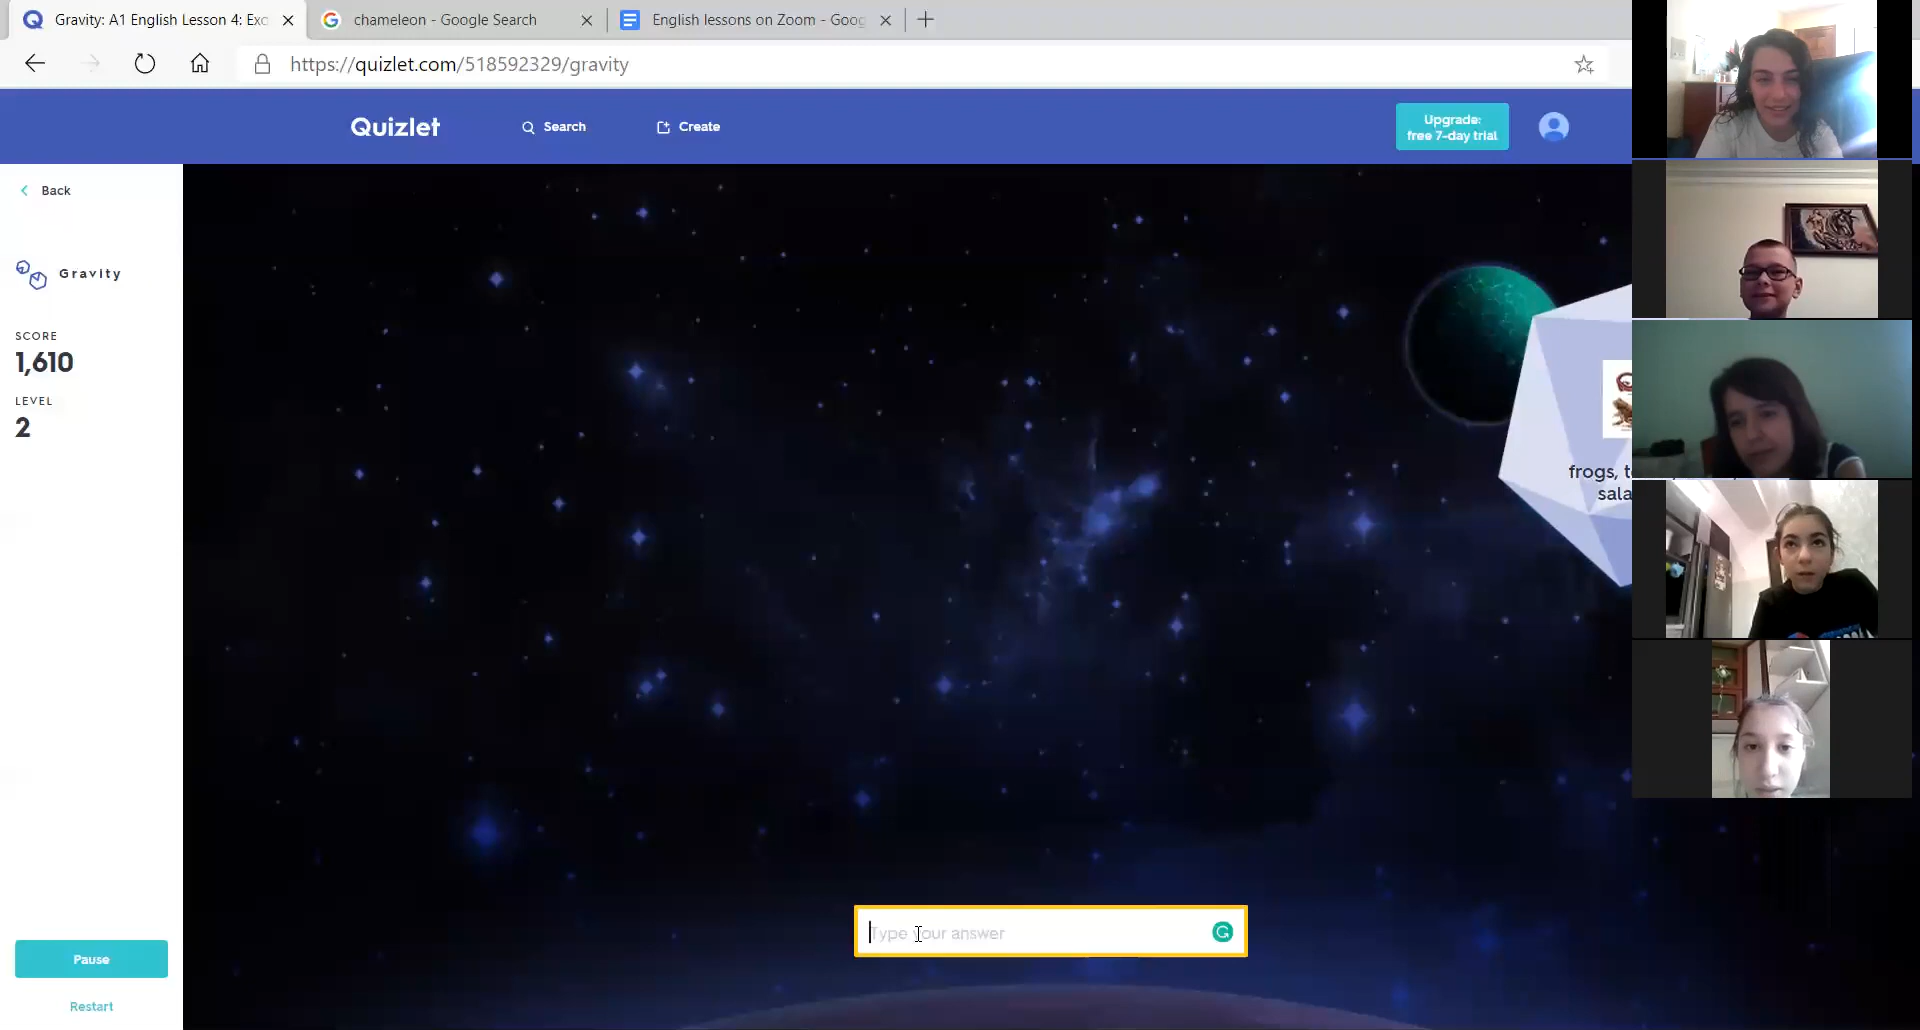 Gravity: A1 English Lesson 4: Exo
chameleon - Google Search
English lessons on Zoom - Goog
https://quizlet.com/518592329/gravity
Quizlet
Search
Create
Upgrade:
free 7-day trial
Back
Gravity
SCORE
1,610
LEVEL
2
frogs, t
sala
Type your answer
Pause
Restart